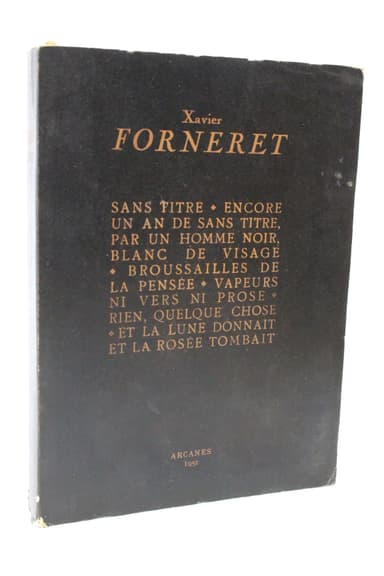 Xavier
FORNERET
SANS TITRE ❖ ENCORE
UN AN DE SANS TITRE,
PAR UN HOMME NOIR,
BLANC DE VISAGE
❖ BROUSSAILLES DE
LA PENSÉE ❖ VAPEURS
NI VERS NI PROSE ❖
RIEN, QUELQUE CHOSE
❖ ET LA LUNE DONNAIT
ET LA ROSÉE TOMBAIT
ARCANES
1952